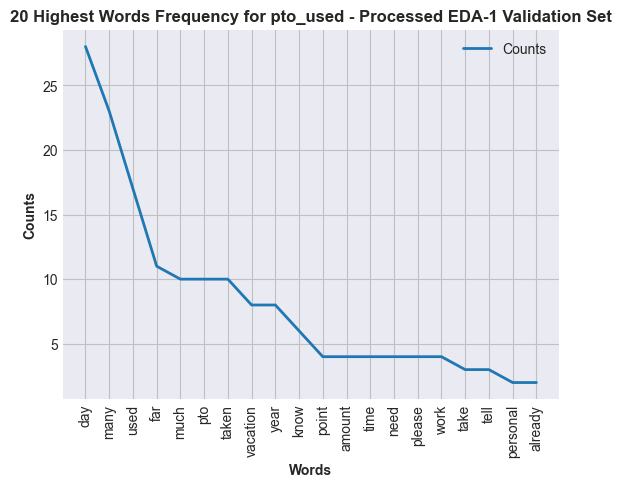 20 Highest Words Frequency for pto_used - Processed EDA-1 Validation Set
Counts
25
20
15
10
5
Counts
day
many
used
far
much
pto
taken
vacation
year
know
point
amount
time
need
please
work
take
tell
personal
already
Words